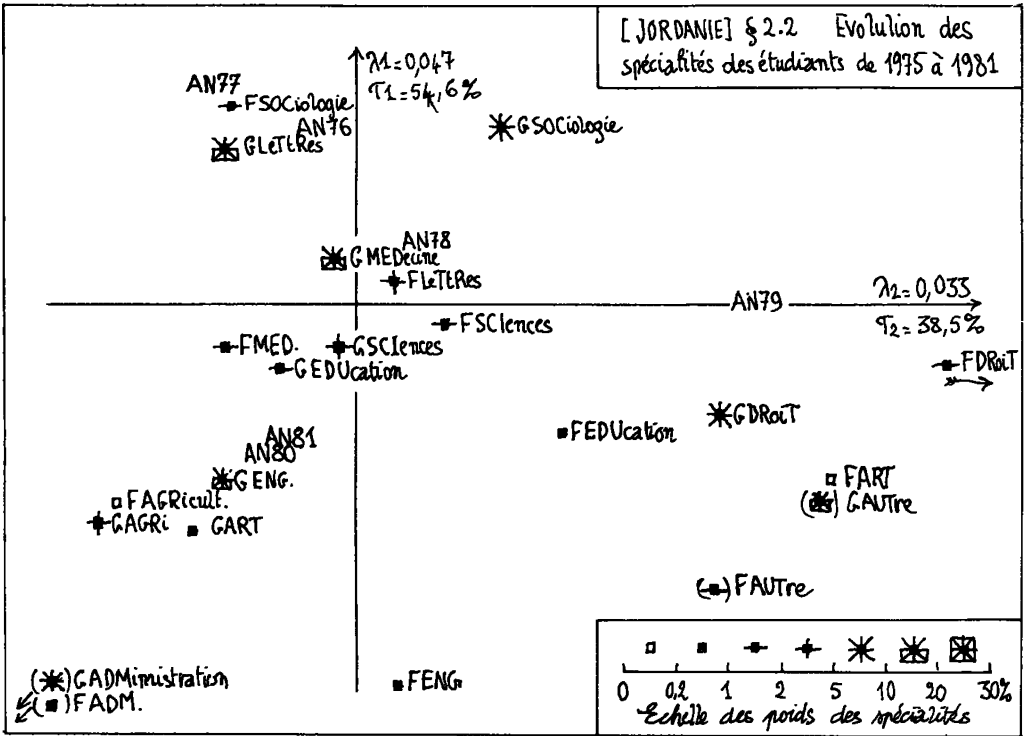 [JORDANIE] § 2.2 Evolution des
spécialités des étudiants de 1975 à 1981
λ1=0,047
τ1=54,6%
AN77
FSOCiologie
AN76
GLeTtRes
GSOCiologie
AN78
GMEDecine
FLeTtRes
AN79
λ2=0,033
τ2=38,5%
FSCIences
FMED.
GSCIences
GEDUcation
FDRoiT
GDRoiT
FEDUcation
AN81
AN80
GENG.
FAGRicult.
GAGRi
GART
FART
GAUTre
FAUTre
GADMinistration
FADM.
FENG
0 0,2 1 2 5 10 20 30%
Echelle des poids des spécialités